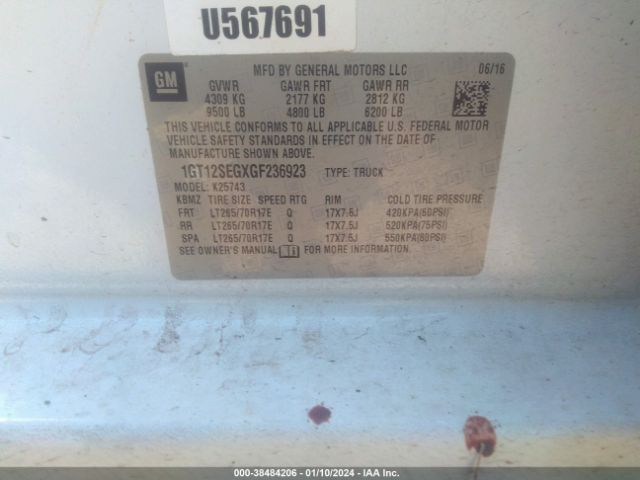 U567691
GM
MFD BY GENERAL MOTORS LLC 06/16
GVWR GAWR FRT GAWR RR
4309 KG 2177 KG 2812 KG
9500 LB 4800 LB 6200 LB
THIS VEHICLE CONFORMS TO ALL APPLICABLE U.S. FEDERAL MOTOR
VEHICLE SAFETY STANDARDS IN EFFECT ON THE DATE OF
MANUFACTURE SHOWN ABOVE.
1GT12SEGXGF236923 TYPE: TRUCK
MODEL: K25743
KBMZ TIRE SIZE SPEED RTG RIM COLD TIRE PRESSURE
FRT LT265/70R17E Q 17X7.5J 420KPA(60PSI)
RR LT265/70R17E Q 17X7.5J 520KPA(75PSI)
SPA LT265/70R17E Q 17X7.5J 550KPA(80PSI)
SEE OWNER'S MANUAL FOR MORE INFORMATION.
000-38484206 - 01/10/2024 - IAA Inc.